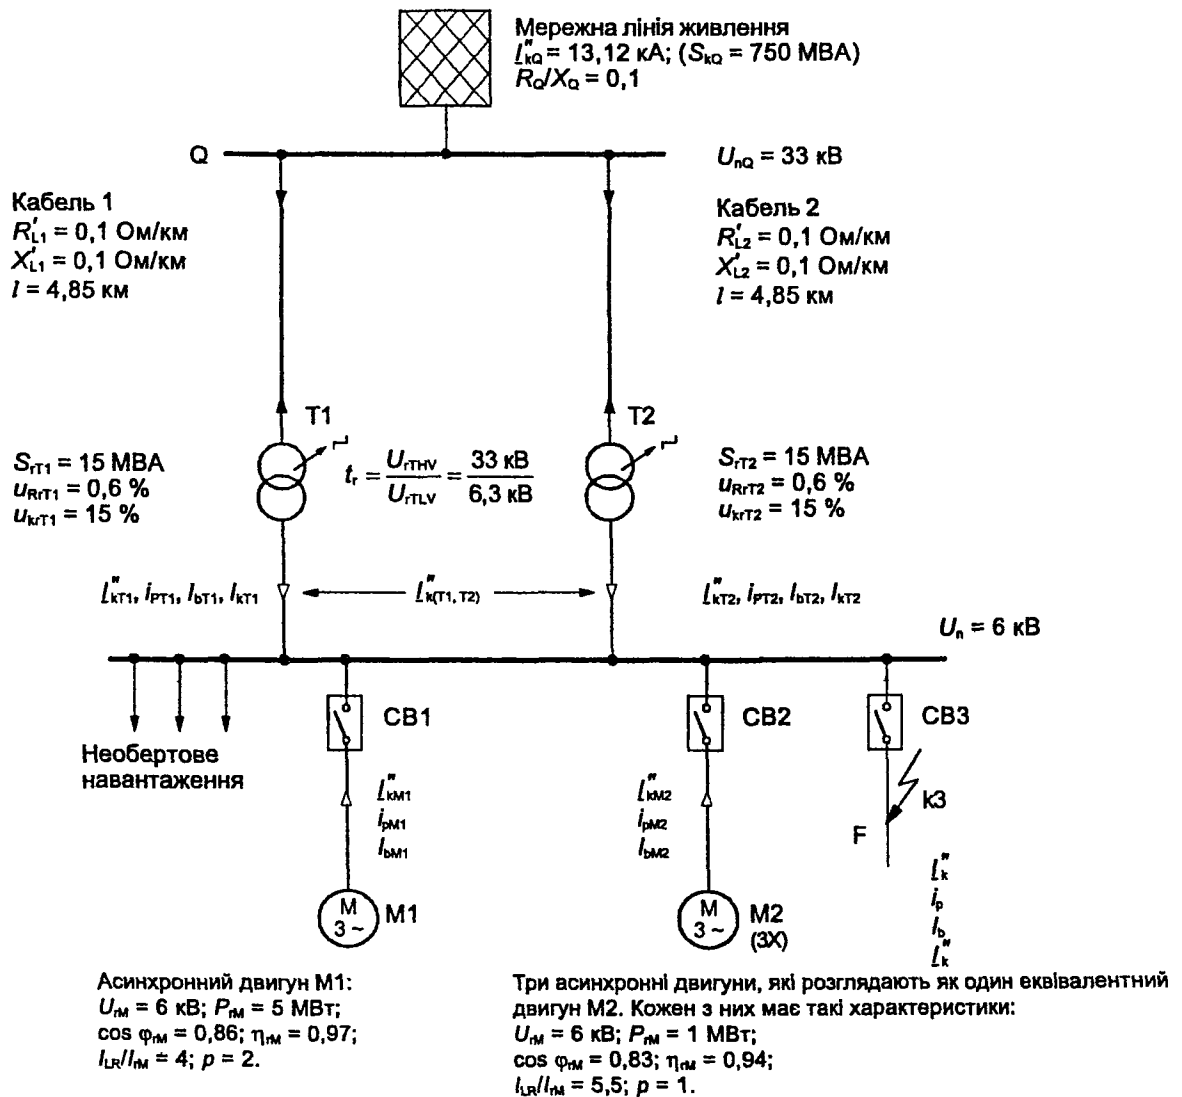 Мережна лінія живлення
I"kQ = 13,12 кА; (SkQ = 750 МВА)
RQ/XQ = 0,1
Q
UnQ = 33 кВ
Кабель 1
R'L1 = 0,1 Ом/км
X'L1 = 0,1 Ом/км
l = 4,85 км
Кабель 2
R'L2 = 0,1 Ом/км
X'L2 = 0,1 Ом/км
l = 4,85 км
T1
T2
SrT1 = 15 МВА
uRrT1 = 0,6 %
ukrT1 = 15 %
tr = UrTHV / UrTLV = 33 кВ / 6,3 кВ
SrT2 = 15 МВА
uRrT2 = 0,6 %
ukrT2 = 15 %
I"kT1, iPT1, IbT1, IkT1
I"k(T1, T2)
I"kT2, iPT2, IbT2, IkT2
Un = 6 кВ
CB1
CB2
CB3
Необертове
навантаження
I"kM1
ipM1
IbM1
I"kM2
ipM2
IbM2
k3
F
I"k
ip
Ib
I"k
M
3 ~
M1
M
3 ~
M2
(3X)
Асинхронний двигун М1:
UrM = 6 кВ; PrM = 5 МВт;
cos φrM = 0,86; ηrM = 0,97;
ILR/IrM = 4; p = 2.
Три асинхронні двигуни, які розглядають як один еквівалентний
двигун М2. Кожен з них має такі характеристики:
UrM = 6 кВ; PrM = 1 МВт;
cos φrM = 0,83; ηrM = 0,94;
ILR/IrM = 5,5; p = 1.